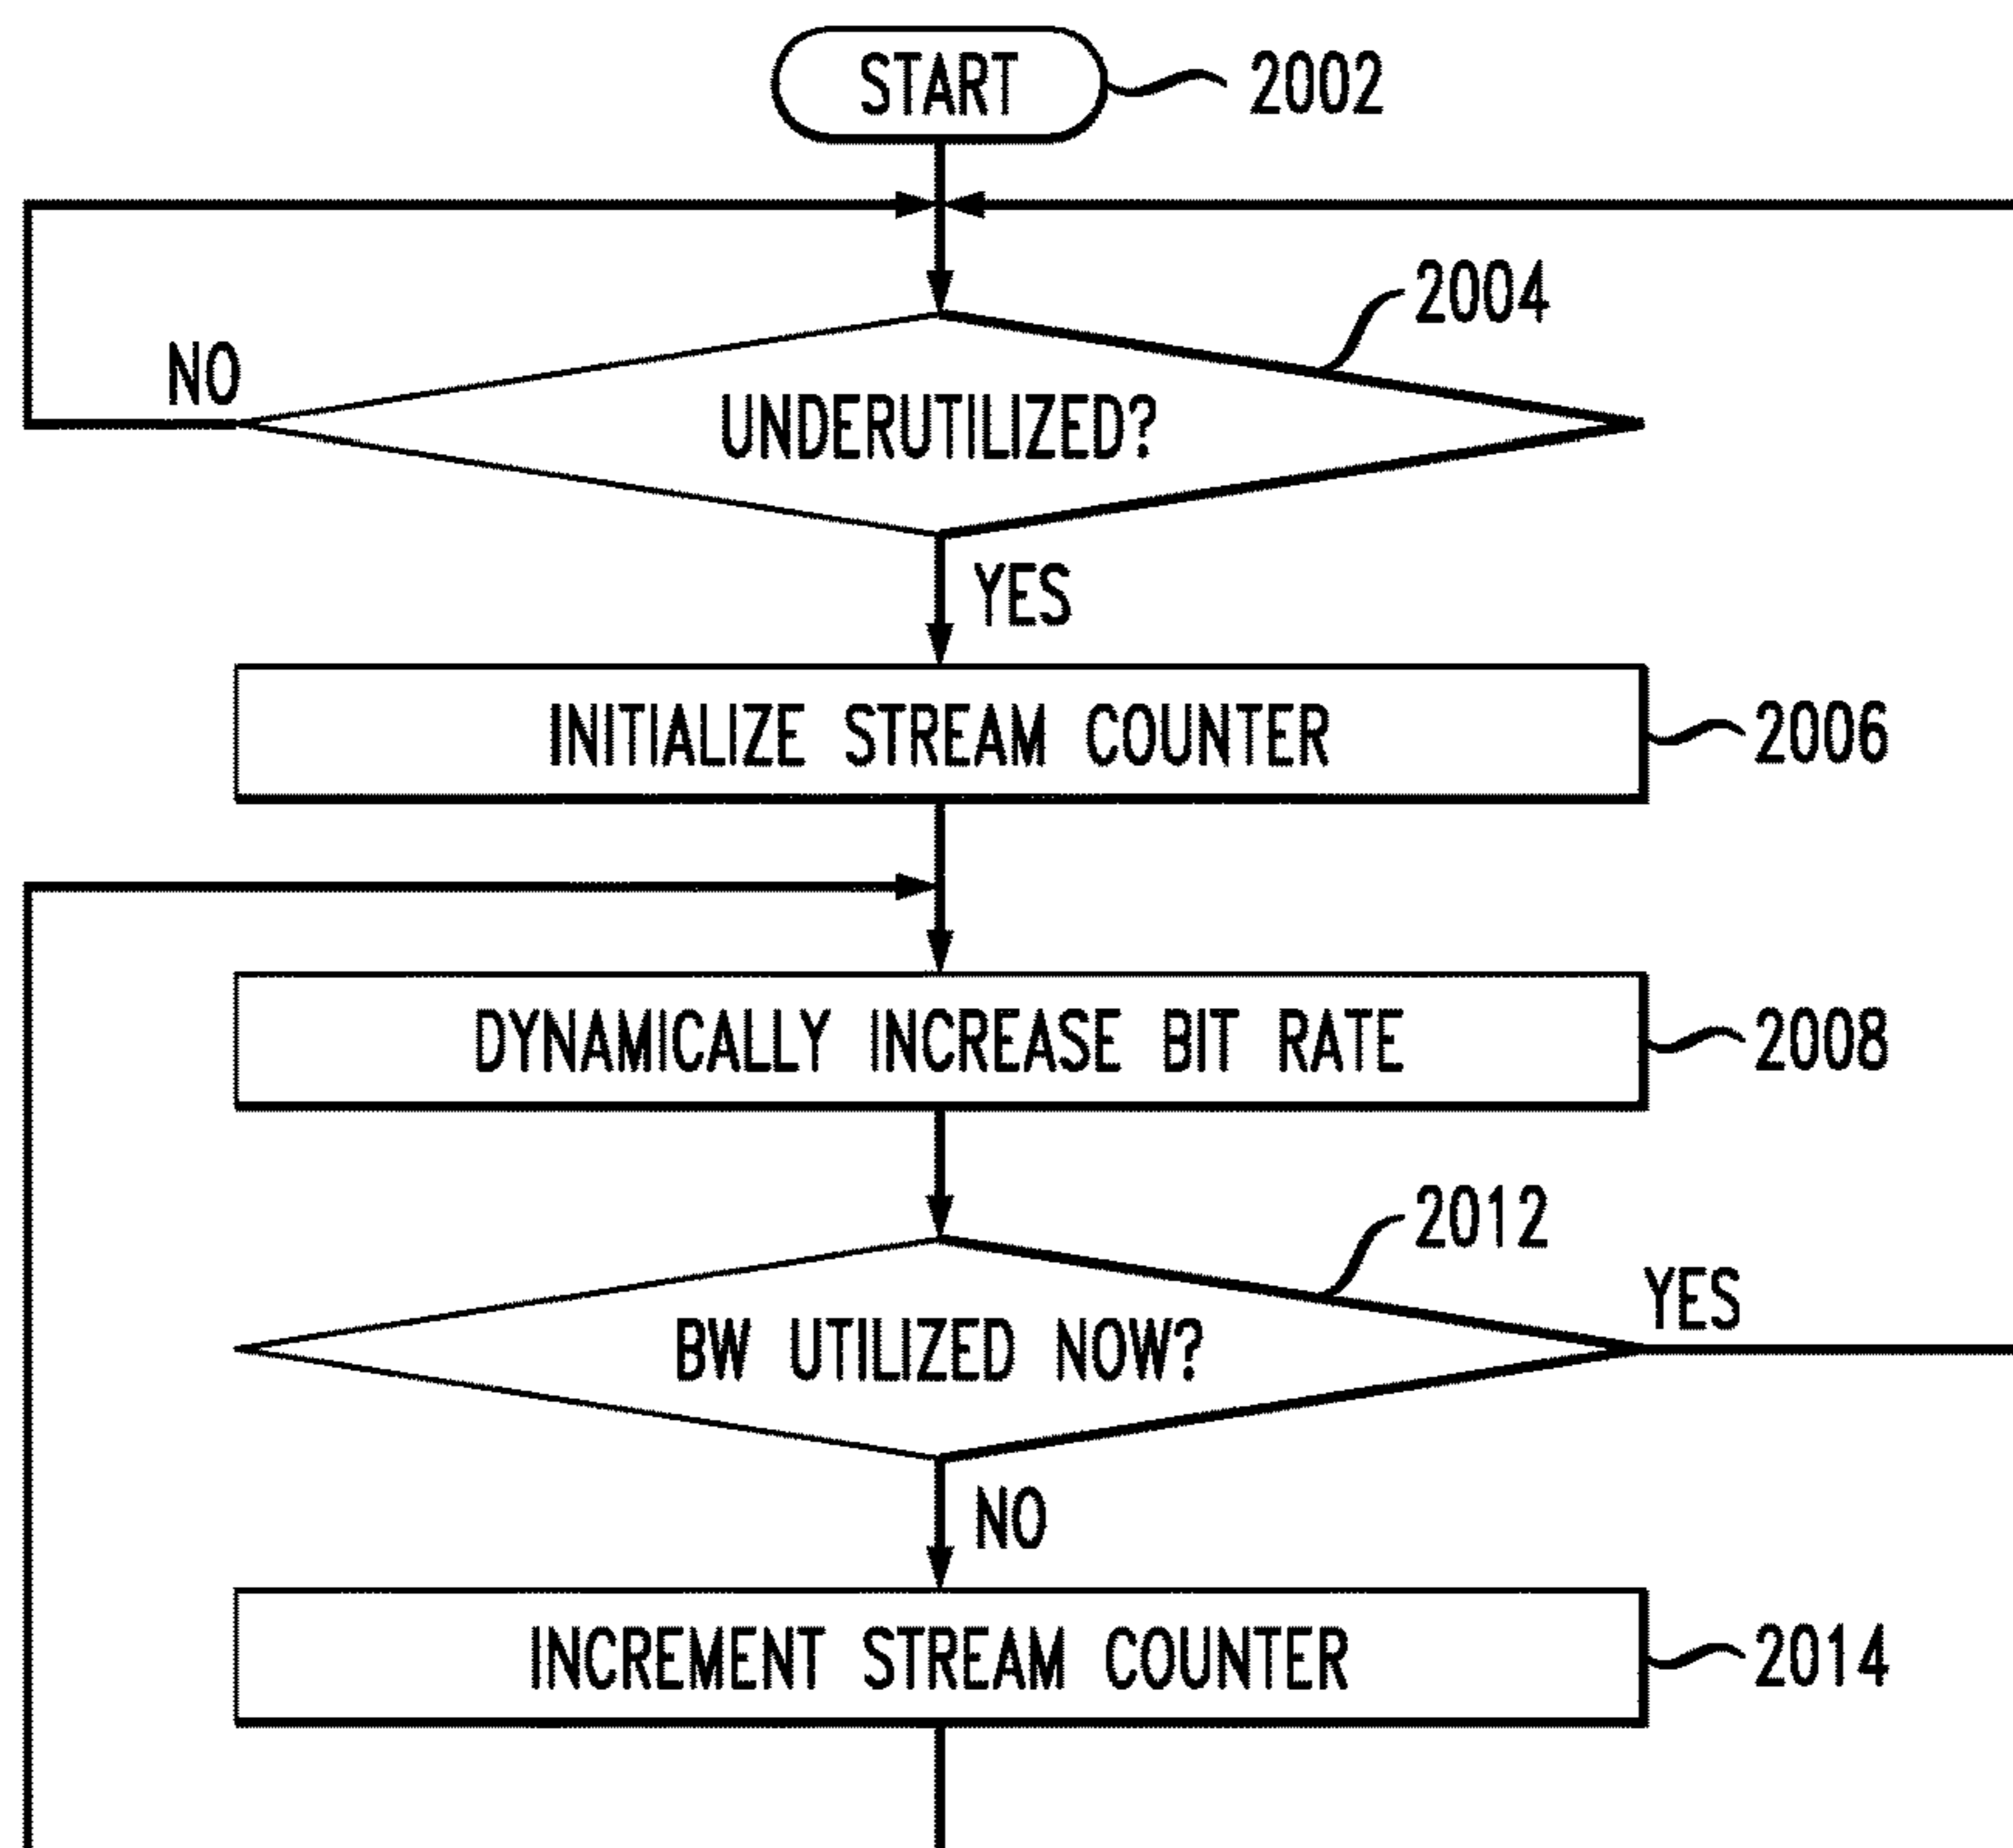 START
2002
2004
NO
UNDERUTILIZED?
YES
INITIALIZE STREAM COUNTER
2006
DYNAMICALLY INCREASE BIT RATE
2008
2012
YES
BW UTILIZED NOW?
NO
INCREMENT STREAM COUNTER
2014